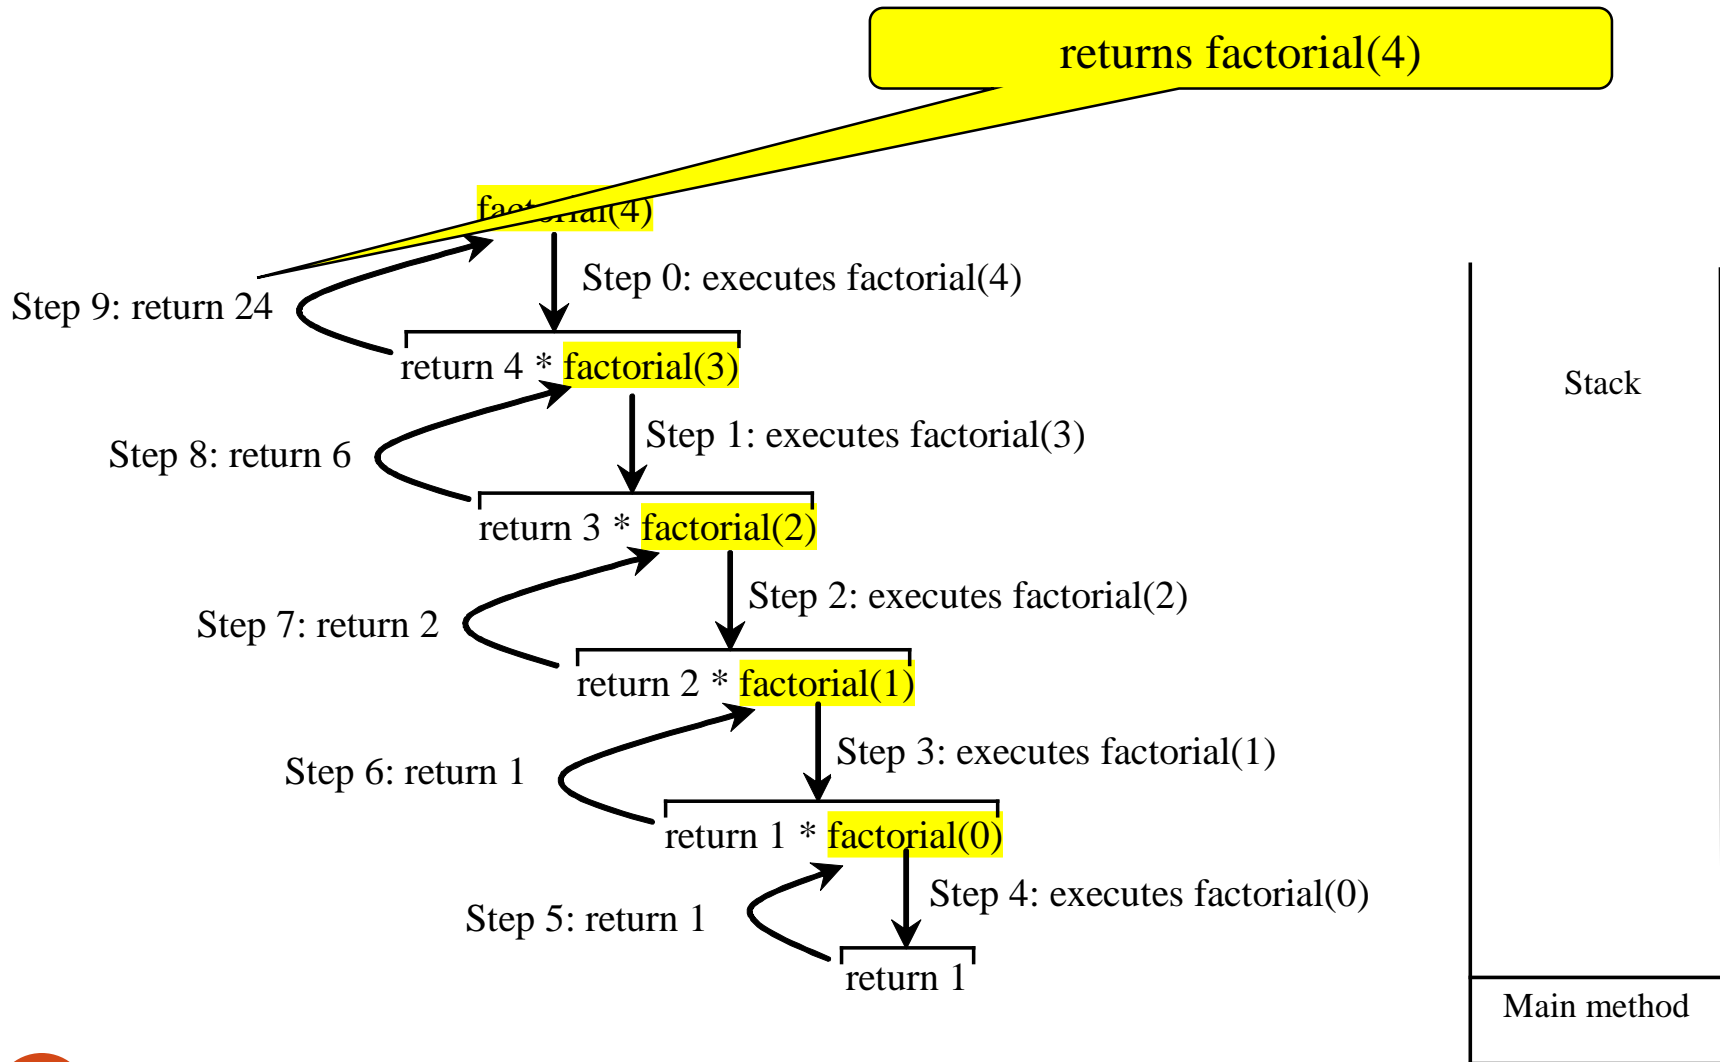 returns factorial(4)
factorial(4)
Step 0: executes factorial(4)
Step 9: return 24
return 4 * factorial(3)
Stack
Step 1: executes factorial(3)
Step 8: return 6
return 3 * factorial(2)
Step 2: executes factorial(2)
Step 7: return 2
return 2 * factorial(1)
Step 3: executes factorial(1)
Step 6: return 1
return 1 * factorial(0)
Step 4: executes factorial(0)
Step 5: return 1
return 1
Main method